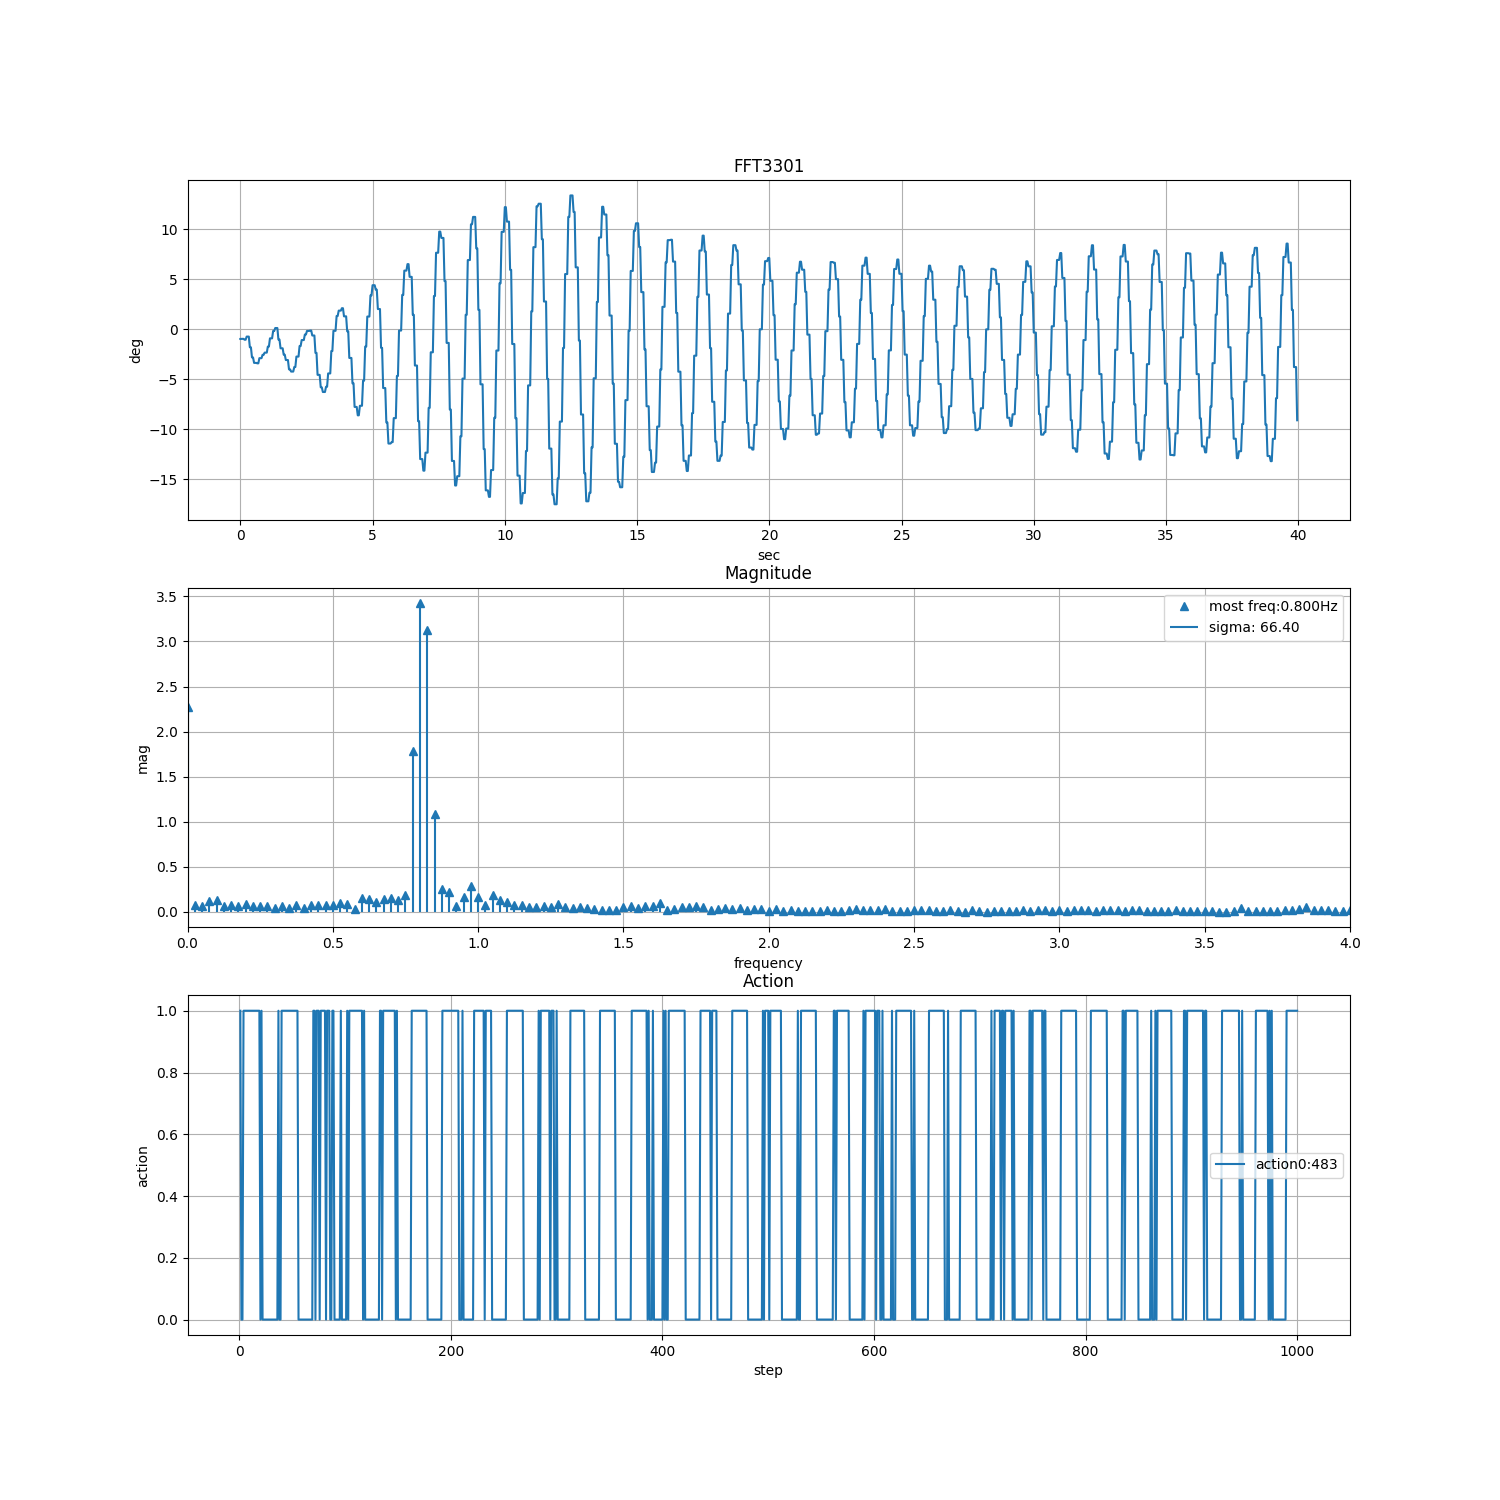 FFT3301
10
5
0
−5
−10
−15
deg
0 5 10 15 20 25 30 35 40
sec
Magnitude
3.5
3.0
2.5
2.0
1.5
1.0
0.5
0.0
mag
most freq:0.800Hz
sigma: 66.40
0.0 0.5 1.0 1.5 2.0 2.5 3.0 3.5 4.0
frequency
Action
1.0
0.8
0.6
0.4
0.2
0.0
action
action0:483
0 200 400 600 800 1000
step